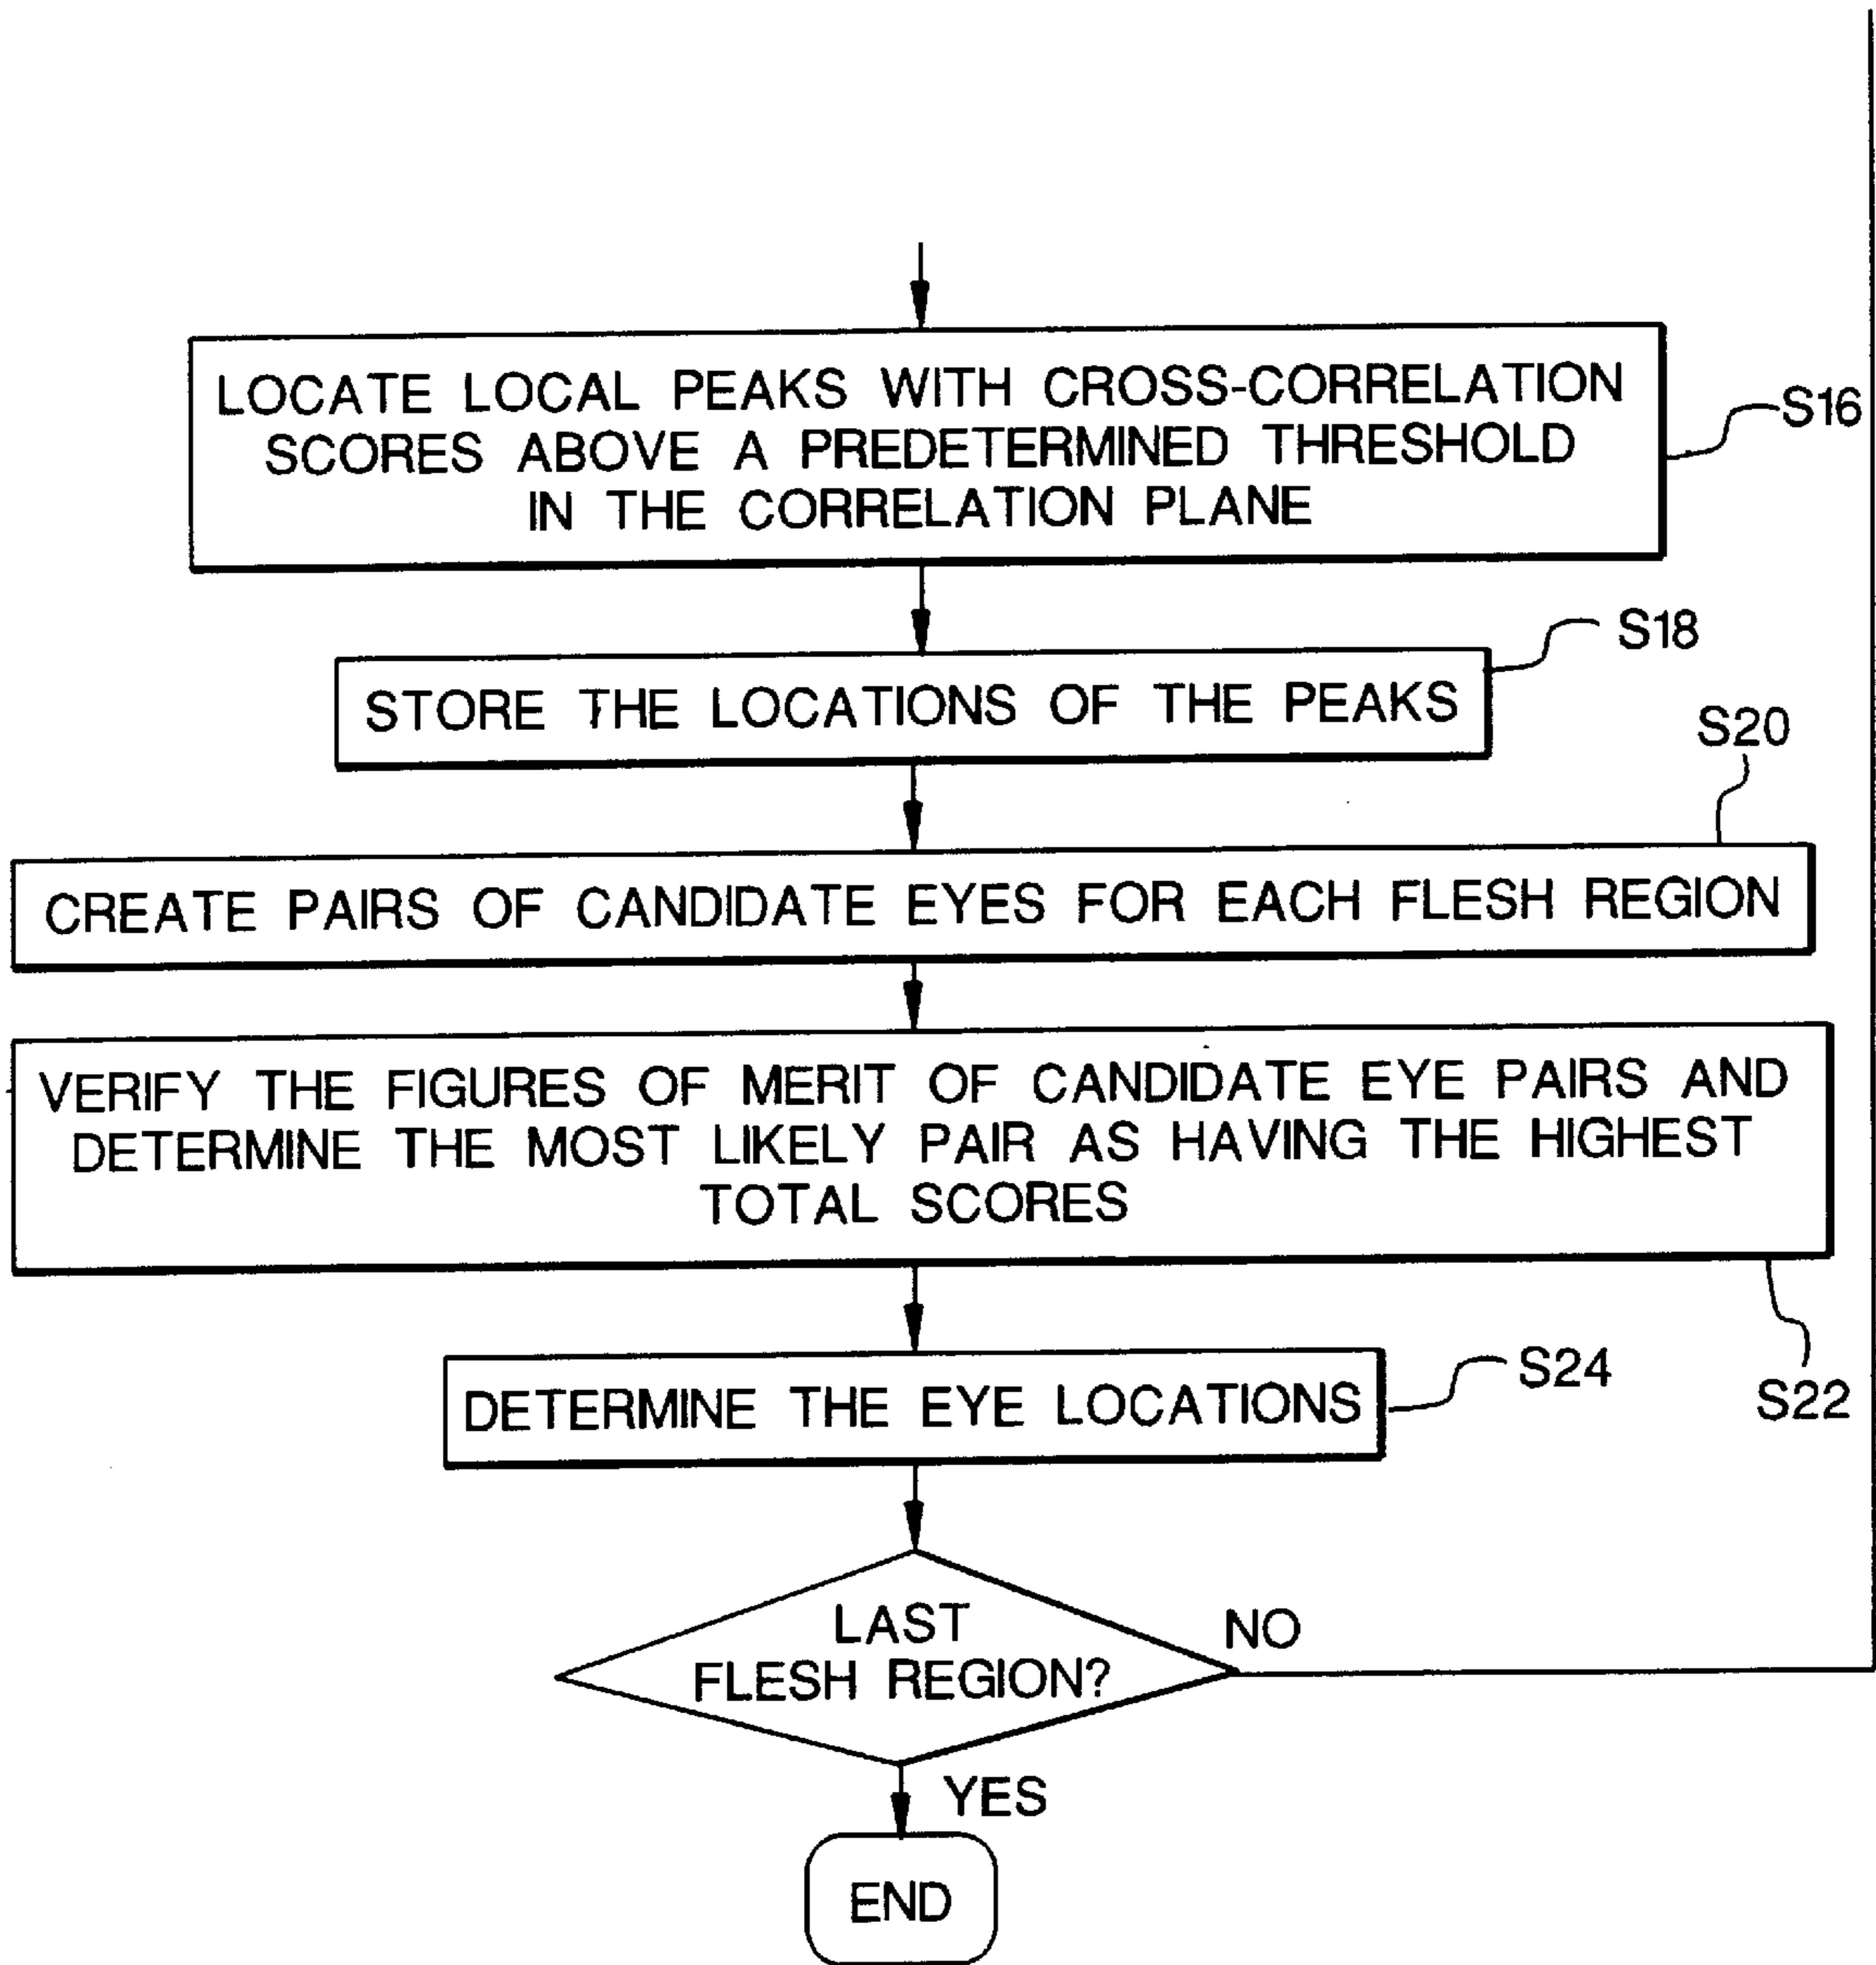 LOCATE LOCAL PEAKS WITH CROSS-CORRELATION
SCORES ABOVE A PREDETERMINED THRESHOLD
IN THE CORRELATION PLANE
S16
S18
STORE THE LOCATIONS OF THE PEAKS
S20
CREATE PAIRS OF CANDIDATE EYES FOR EACH FLESH REGION
VERIFY THE FIGURES OF MERIT OF CANDIDATE EYE PAIRS AND
DETERMINE THE MOST LIKELY PAIR AS HAVING THE HIGHEST
TOTAL SCORES
S22
DETERMINE THE EYE LOCATIONS
S24
LAST
FLESH REGION?
NO
YES
END